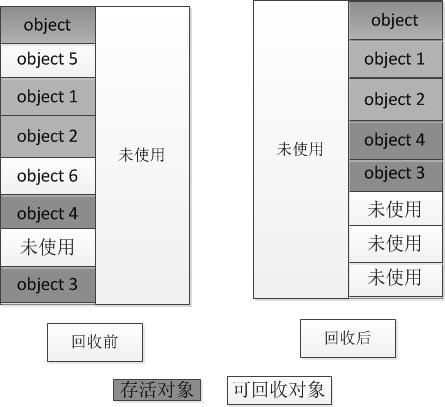 object
object 5
object 1
object 2
object 6
object 4
未使用
object 3
未使用
回收前
未使用
object
object 1
object 2
object 4
object 3
未使用
未使用
未使用
回收后
存活对象
可回收对象